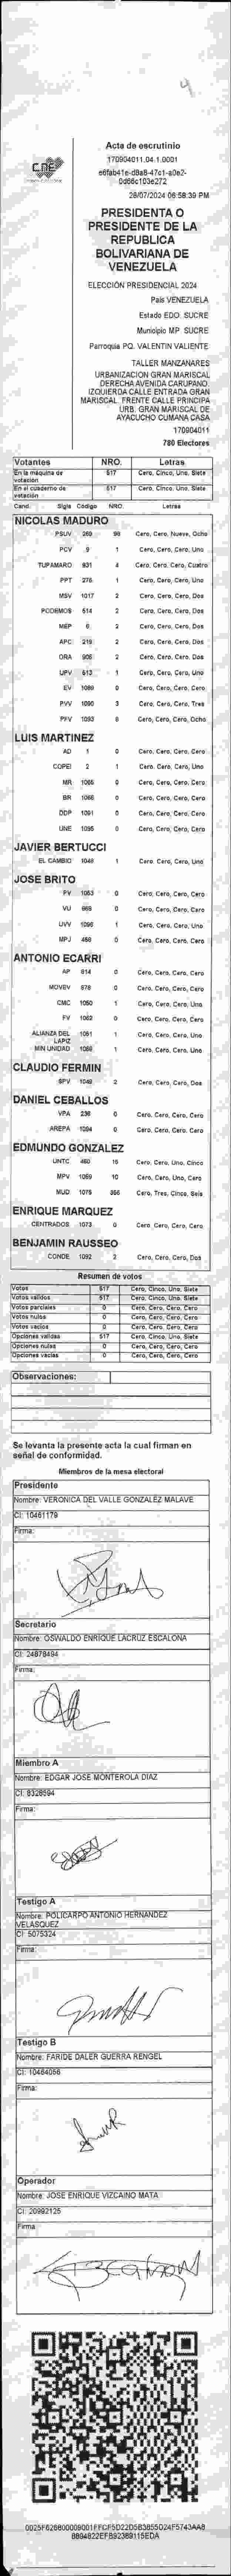 4
CNE
Acta de escrutinio
170904011.04.1.0001
28/07/2024 06:58:39 PM
PRESIDENTA O
PRESIDENTE DE LA
REPUBLICA
BOLIVARIANA DE
VENEZUELA
ELECCIÓN PRESIDENCIAL 2024
País VENEZUELA
Estado EDO. SUCRE
Municipio MP. SUCRE
Parroquia PQ. VALENTIN VALIENTE
TALLER MANZANARES
URBANIZACION GRAN MARISCAL
DERECHA AVENIDA CARUPANO.
IZQUIERDA CALLE ENTRADA GRAN
MARISCAL. FRENTE CALLE PRINCIPA
URB. GRAN MARISCAL DE
AYACUCHO CUMANA CASA
170904011
780 Electores
Votantes NRO. Letras
En la máquina de votación 517 Cero, Cinco, Uno, Siete
En el cuaderno de votación 517 Cero, Cinco, Uno, Siete
Cand. Sigla Código NRO. Letras
NICOLAS MADURO
PSUV 269 98 Cero, Cero, Nueve, Ocho
PCV 9 1 Cero, Cero, Cero, Uno
TUPAMARO 931 4 Cero, Cero, Cero, Cuatro
PPT 275 1 Cero, Cero, Cero, Uno
MSV 1017 2 Cero, Cero, Cero, Dos
PODEMOS 514 2 Cero, Cero, Cero, Dos
MEP 6 2 Cero, Cero, Cero, Dos
APC 219 2 Cero, Cero, Cero, Dos
ORA 906 2 Cero, Cero, Cero, Dos
UPV 613 1 Cero, Cero, Cero, Uno
EV 1089 0 Cero, Cero, Cero, Cero
PVV 1090 3 Cero, Cero, Cero, Tres
PFV 1093 8 Cero, Cero, Cero, Ocho
LUIS MARTINEZ
AD 1 0 Cero, Cero, Cero, Cero
COPEI 2 1 Cero, Cero, Cero, Uno
MR 1065 0 Cero, Cero, Cero, Cero
BR 1066 0 Cero, Cero, Cero, Cero
DDP 1091 0 Cero, Cero, Cero, Cero
UNE 1095 0 Cero, Cero, Cero, Cero
JAVIER BERTUCCI
EL CAMBIO 1048 1 Cero, Cero, Cero, Uno
JOSE BRITO
PV 1053 0 Cero, Cero, Cero, Cero
VU 869 0 Cero, Cero, Cero, Cero
UVV 1096 1 Cero, Cero, Cero, Uno
MPJ 458 0 Cero, Cero, Cero, Cero
ANTONIO ECARRI
AP 814 0 Cero, Cero, Cero, Cero
MOVEV 878 0 Cero, Cero, Cero, Cero
CMC 1050 1 Cero, Cero, Cero, Uno
FV 1062 0 Cero, Cero, Cero, Cero
ALIANZA DEL LAPIZ 1051 1 Cero, Cero, Cero, Uno
MIN UNIDAD 1088 1 Cero, Cero, Cero, Uno
CLAUDIO FERMIN
SPV 1049 2 Cero, Cero, Cero, Dos
DANIEL CEBALLOS
VPA 238 0 Cero, Cero, Cero, Cero
AREPA 1094 0 Cero, Cero, Cero, Cero
EDMUNDO GONZALEZ
UNTC 460 15 Cero, Cero, Uno, Cinco
MPV 1069 10 Cero, Cero, Uno, Cero
MUD 1075 356 Cero, Tres, Cinco, Seis
ENRIQUE MARQUEZ
CENTRADOS 1073 0 Cero, Cero, Cero, Cero
BENJAMIN RAUSSEO
CONDE 1092 2 Cero, Cero, Cero, Dos
Resumen de votos
Votos 517 Cero, Cinco, Uno, Siete
Votos válidos 517 Cero, Cinco, Uno, Siete
Votos parciales 0 Cero, Cero, Cero, Cero
Votos nulos 0 Cero, Cero, Cero, Cero
Votos vacíos 0 Cero, Cero, Cero, Cero
Opciones válidas 517 Cero, Cinco, Uno, Siete
Opciones nulas 0 Cero, Cero, Cero, Cero
Opciones vacías 0 Cero, Cero, Cero, Cero
Observaciones:
Se levanta la presente acta la cual firman en
señal de conformidad.
Miembros de la mesa electoral
Presidente
Nombre: VERONICA DEL VALLE GONZALEZ MALAVE
CI: 10461179
Firma:
Secretario
Nombre: OSWALDO ENRIQUE LACRUZ ESCALONA
CI: 24878494
Firma:
Miembro A
Nombre: EDGAR JOSE MONTEROLA DIAZ
CI: 8328594
Firma:
Testigo A
Nombre: POLICARPO ANTONIO HERNANDEZ
VELASQUEZ
CI: 5075324
Firma:
Testigo B
Nombre: FARIDE DALER GUERRA RENGEL
CI: 10464056
Firma:
Operador
Nombre: JOSE ENRIQUE VIZCAINO MATA
CI: 20992125
Firma